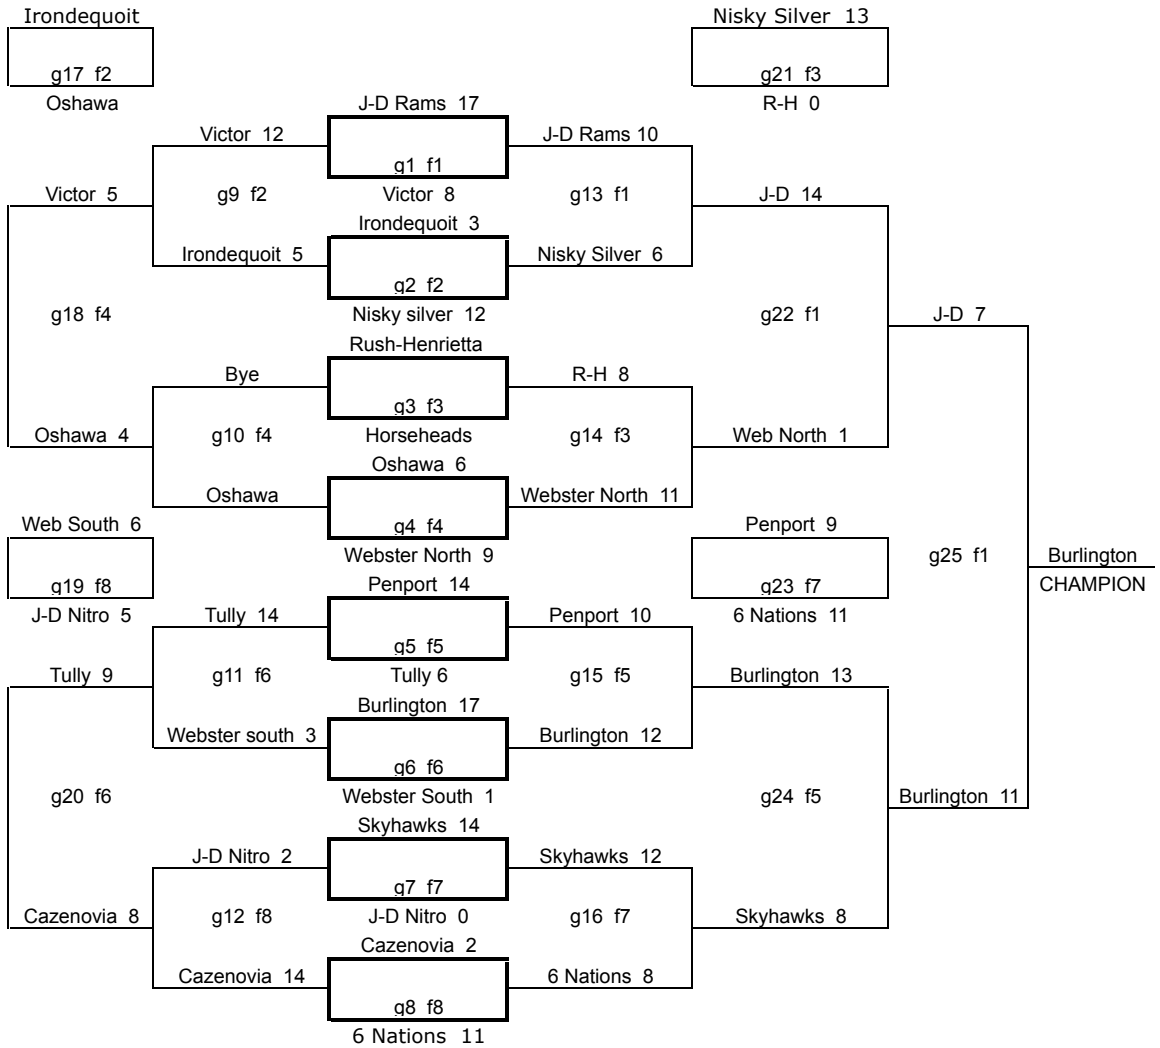 Irondequoit
Nisky Silver 13
g17 f2
g21 f3
Oshawa
J-D Rams 17
R-H 0
Victor 12
J-D Rams 10
g1 f1
Victor 5
g9 f2
Victor 8
g13 f1
J-D 14
Irondequoit 3
Irondequoit 5
Nisky Silver 6
g2 f2
g18 f4
Nisky silver 12
g22 f1
J-D 7
Rush-Henrietta
Bye
R-H 8
g3 f3
Oshawa 4
g10 f4
Horseheads
g14 f3
Web North 1
Oshawa 6
Oshawa
Webster North 11
Web South 6
g4 f4
Penport 9
Webster North 9
g25 f1
Burlington
g19 f8
Penport 14
g23 f7
CHAMPION
J-D Nitro 5
Tully 14
Penport 10
6 Nations 11
g5 f5
Tully 9
g11 f6
Tully 6
g15 f5
Burlington 13
Burlington 17
Webster south 3
Burlington 12
g6 f6
g20 f6
Webster South 1
g24 f5
Burlington 11
Skyhawks 14
J-D Nitro 2
Skyhawks 12
g7 f7
Cazenovia 8
g12 f8
J-D Nitro 0
g16 f7
Skyhawks 8
Cazenovia 2
Cazenovia 14
6 Nations 8
g8 f8
6 Nations 11